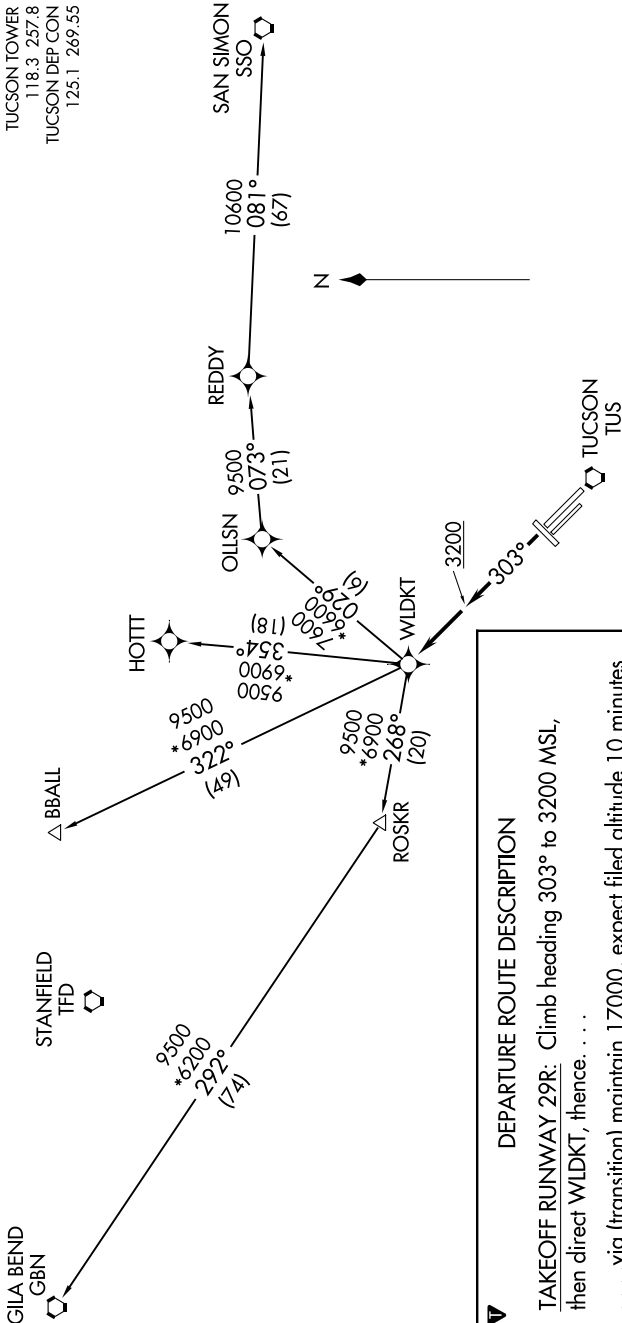 TUCSON TOWER
118.3 257.8
TUCSON DEP CON
125.1 269.55
SAN SIMON
SSO
10600
081°
(67)
N
REDDY
9500
073°
(21)
OLLSN
HOTTT
7600
*6600
029°
(6)
9500
*6900
354°
(18)
WLDKT
3200
303°
TUCSON
TUS
BBALL
9500
*6900
322°
(49)
9500
*6900
268°
(20)
ROSKR
STANFIELD
TFD
9500
*6200
292°
(74)
GILA BEND
GBN
T
DEPARTURE ROUTE DESCRIPTION
TAKEOFF RUNWAY 29R: Climb heading 303° to 3200 MSL,
then direct WLDKT, thence. . . .
. . . .via (transition) maintain 17000, expect filed altitude 10 minutes